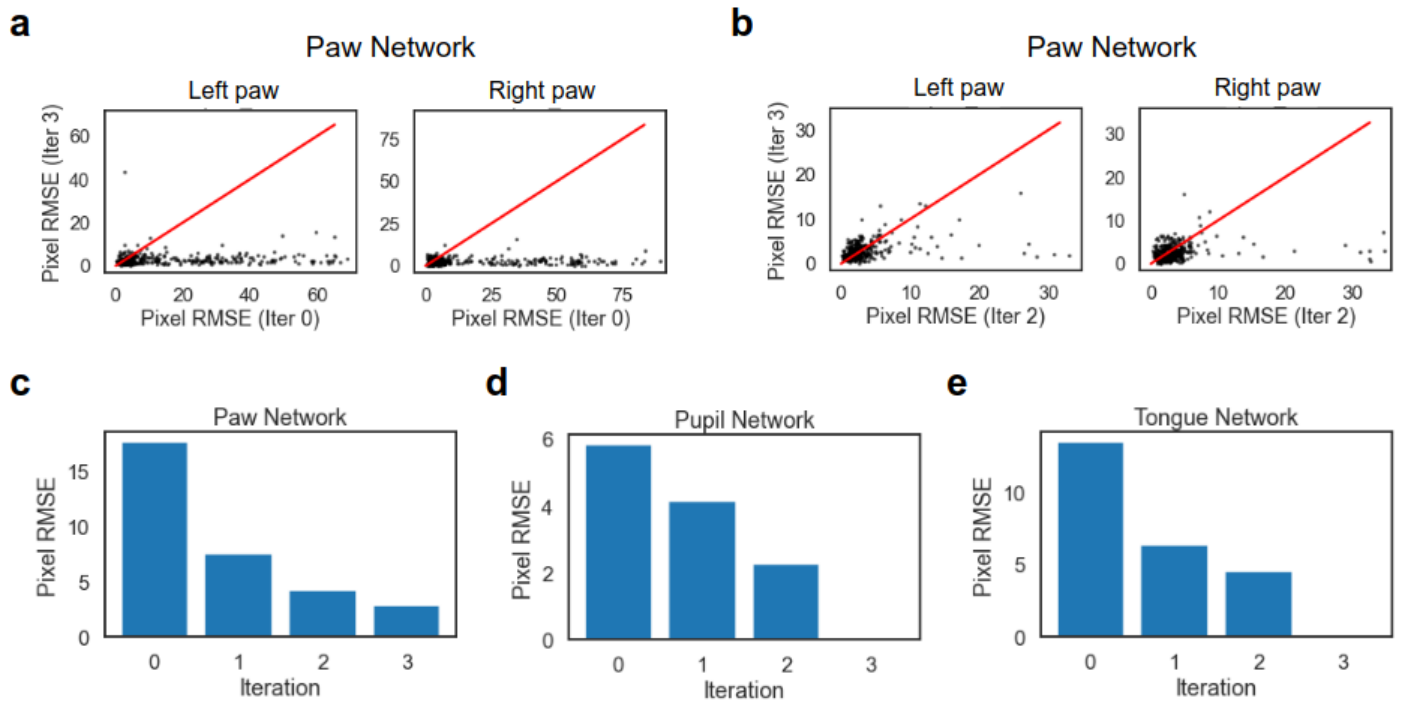 a
Paw Network
Left paw
Right paw
Pixel RMSE (Iter 3)
60
40
20
0
0 20 40 60
Pixel RMSE (Iter 0)
75
50
25
0
0 25 50 75
Pixel RMSE (Iter 0)
b
Paw Network
Left paw
Right paw
Pixel RMSE (Iter 3)
30
20
10
0
0 10 20 30
Pixel RMSE (Iter 2)
30
20
10
0
0 10 20 30
Pixel RMSE (Iter 2)
c
Paw Network
Pixel RMSE
15
10
5
0
0 1 2 3
Iteration
d
Pupil Network
Pixel RMSE
6
4
2
0
0 1 2 3
Iteration
e
Tongue Network
Pixel RMSE
10
5
0
0 1 2 3
Iteration